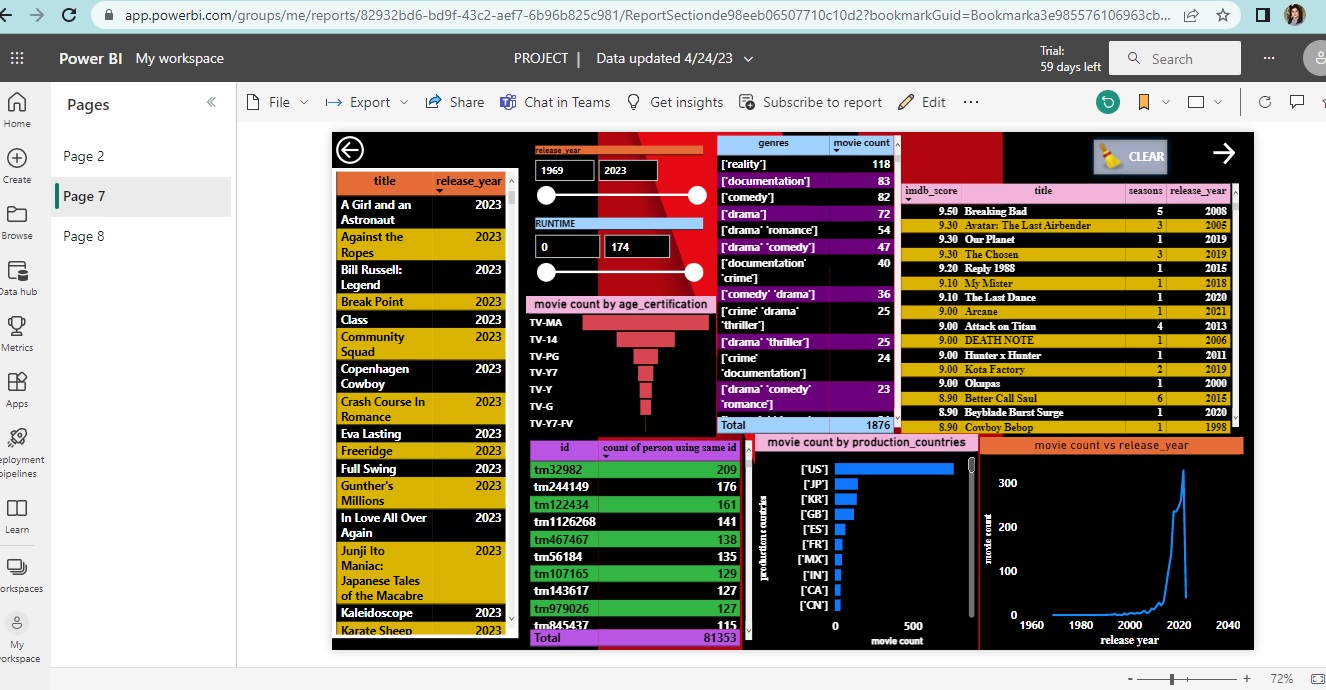 app.powerbi.com/groups/me/reports/82932bd6-bd9f-43c2-aef7-6b96b825c981/ReportSectionde98eeb06507710c10d2?bookmarkGuid=Bookmarka3e985576106963cb...
Power BI My workspace
PROJECT | Data updated 4/24/23
Trial:
59 days left
Search
Home
Create
Browse
Data hub
Metrics
Apps
eployment
pipelines
Learn
orkspaces
My
orkspace
Pages
Page 2
Page 7
Page 8
File Export Share Chat in Teams Get insights Subscribe to report Edit
title release_year
A Girl and an 2023
Astronaut
Against the 2023
Ropes
Bill Russell: 2023
Legend
Break Point 2023
Class 2023
Community 2023
Squad
Copenhagen 2023
Cowboy
Crash Course In 2023
Romance
Eva Lasting 2023
Freeridge 2023
Full Swing 2023
Gunther's 2023
Millions
In Love All Over 2023
Again
Junji Ito 2023
Maniac:
Japanese Tales
of the Macabre
Kaleidoscope 2023
Karate Sheep 2023
release_year
1969 2023
RUNTIME
0 174
movie count by age_certification
TV-MA
TV-14
TV-PG
TV-Y7
TV-Y
TV-G
TV-Y7-FV
genres movie count
['reality'] 118
['documentation'] 83
['comedy'] 82
['drama'] 72
['drama' 'romance'] 54
['drama' 'comedy'] 47
['documentation' 40
'crime']
['comedy' 'drama'] 36
['crime' 'drama' 25
'thriller']
['drama' 'thriller'] 25
['crime' 24
'documentation']
['drama' 'comedy' 23
'romance']
Total 1876
CLEAR
imdb_score title seasons release_year
9.50 Breaking Bad 5 2008
9.30 Avatar: The Last Airbender 3 2005
9.30 Our Planet 1 2019
9.30 The Chosen 3 2019
9.20 Reply 1988 1 2015
9.10 My Mister 1 2018
9.10 The Last Dance 1 2020
9.00 Arcane 1 2021
9.00 Attack on Titan 4 2013
9.00 DEATH NOTE 1 2006
9.00 Hunter x Hunter 1 2011
9.00 Kota Factory 2 2019
9.00 Okupas 1 2000
8.90 Better Call Saul 6 2015
8.90 Beyblade Burst Surge 1 2020
8.90 Cowboy Bebop 1 1998
id count of person using same id
tm32982 209
tm244149 176
tm122434 161
tm1126268 141
tm467467 138
tm56184 135
tm107165 129
tm143617 127
tm979026 127
tm845437 115
Total 81353
movie count by production_countries
production countries
['US']
['JP']
['KR']
['GB']
['ES']
['FR']
['MX']
['IN']
['CA']
['CN']
0 500
movie count
movie count vs release_year
movie count
300
200
100
0
1960 1980 2000 2020 2040
release year
- + 72%